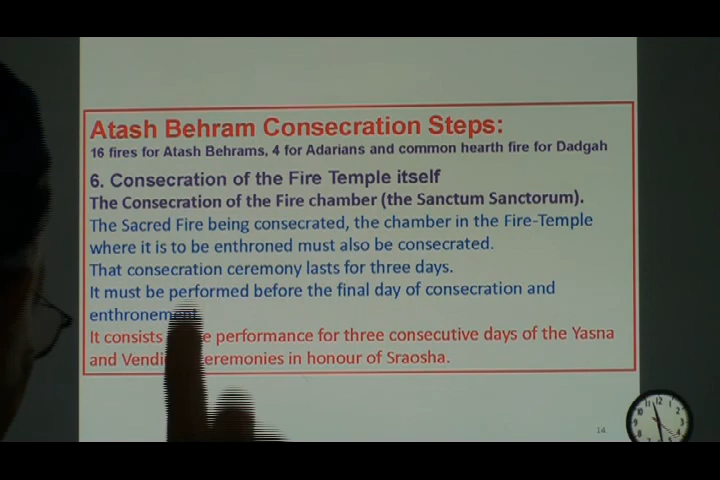 Atash Behram Consecration Steps:
16 fires for Atash Behrams, 4 for Adarians and common hearth fire for Dadgah
6. Consecration of the Fire Temple itself
The Consecration of the Fire chamber (the Sanctum Sanctorum).
The Sacred Fire being consecrated, the chamber in the Fire-Temple
where it is to be enthroned must also be consecrated.
That consecration ceremony lasts for three days.
It must be performed before the final day of consecration and
enthronement.
It consists performance for three consecutive days of the Yasna
and ceremonies in honour of Sraosha.
14